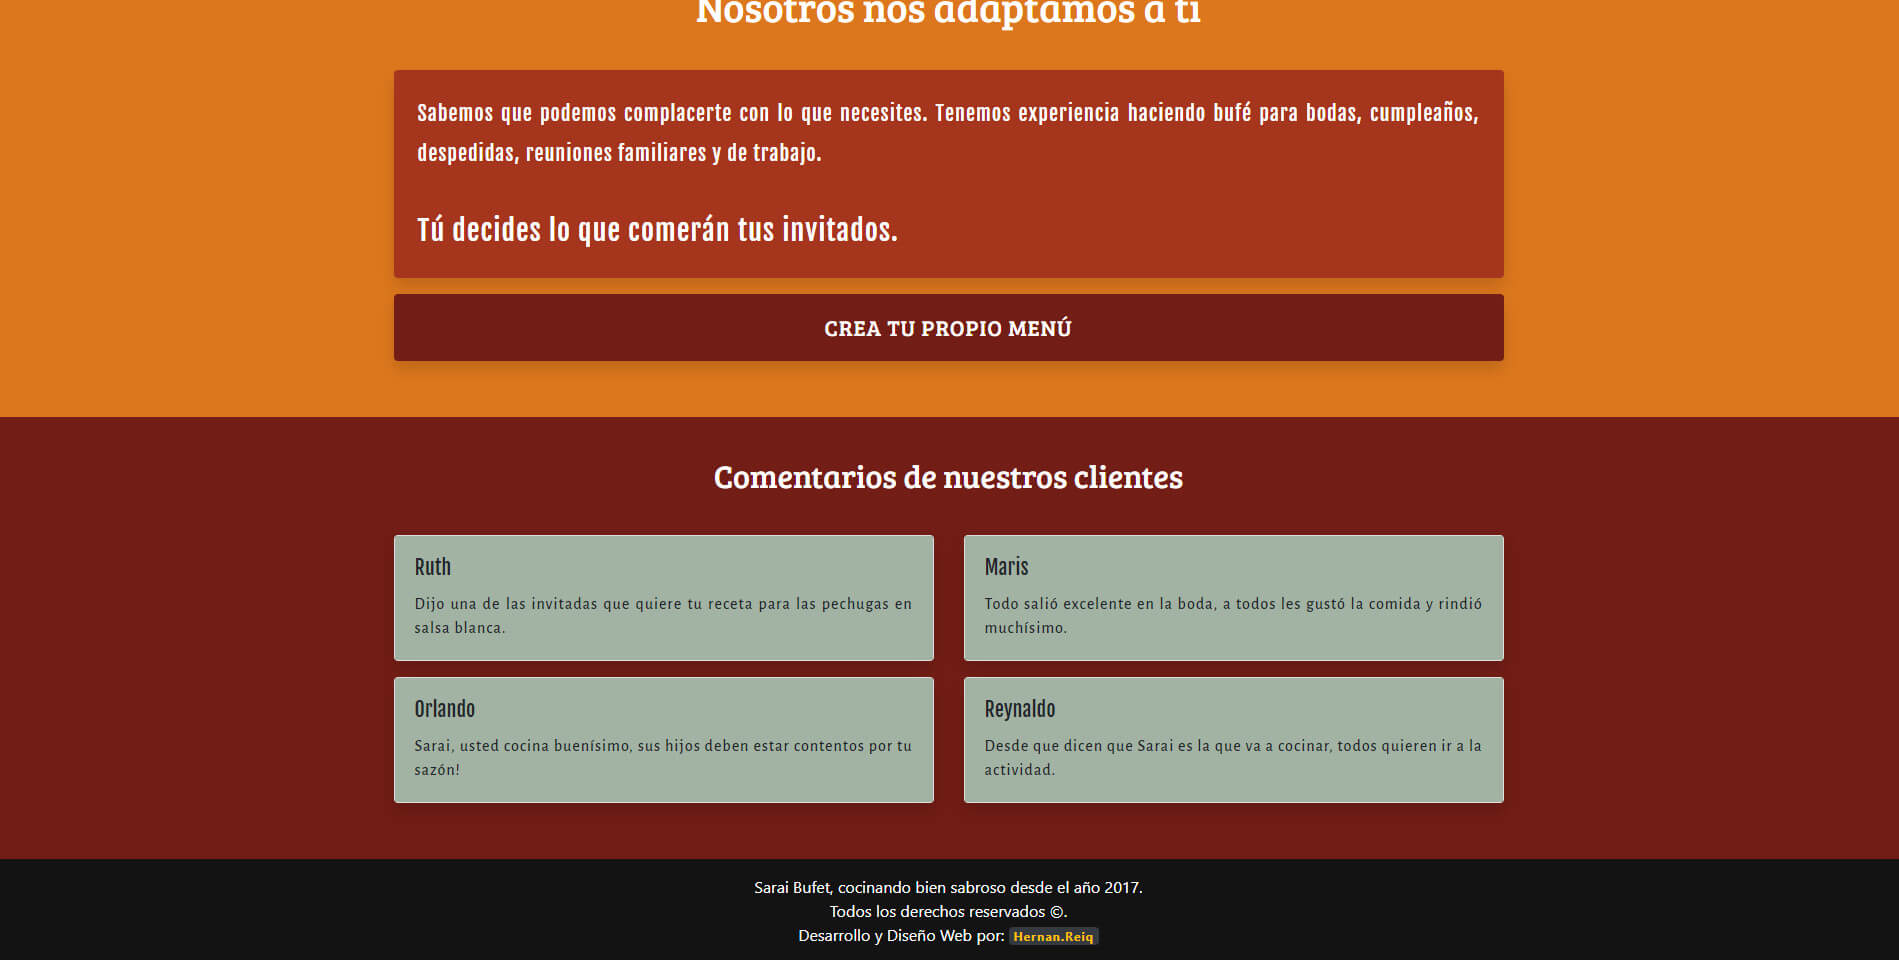 Nosotros nos adaptamos a ti
Sabemos que podemos complacerte con lo que necesites. Tenemos experiencia haciendo bufé para bodas, cumpleaños,
despedidas, reuniones familiares y de trabajo.
Tú decides lo que comerán tus invitados.
CREA TU PROPIO MENÚ
Comentarios de nuestros clientes
Ruth
Dijo una de las invitadas que quiere tu receta para las pechugas en
salsa blanca.
Maris
Todo salió excelente en la boda, a todos les gustó la comida y rindió
muchísimo.
Orlando
Sarai, usted cocina buenísimo, sus hijos deben estar contentos por tu
sazón!
Reynaldo
Desde que dicen que Sarai es la que va a cocinar, todos quieren ir a la
actividad.
Sarai Bufet, cocinando bien sabroso desde el año 2017.
Todos los derechos reservados ©.
Desarrollo y Diseño Web por: Hernan.Reiq